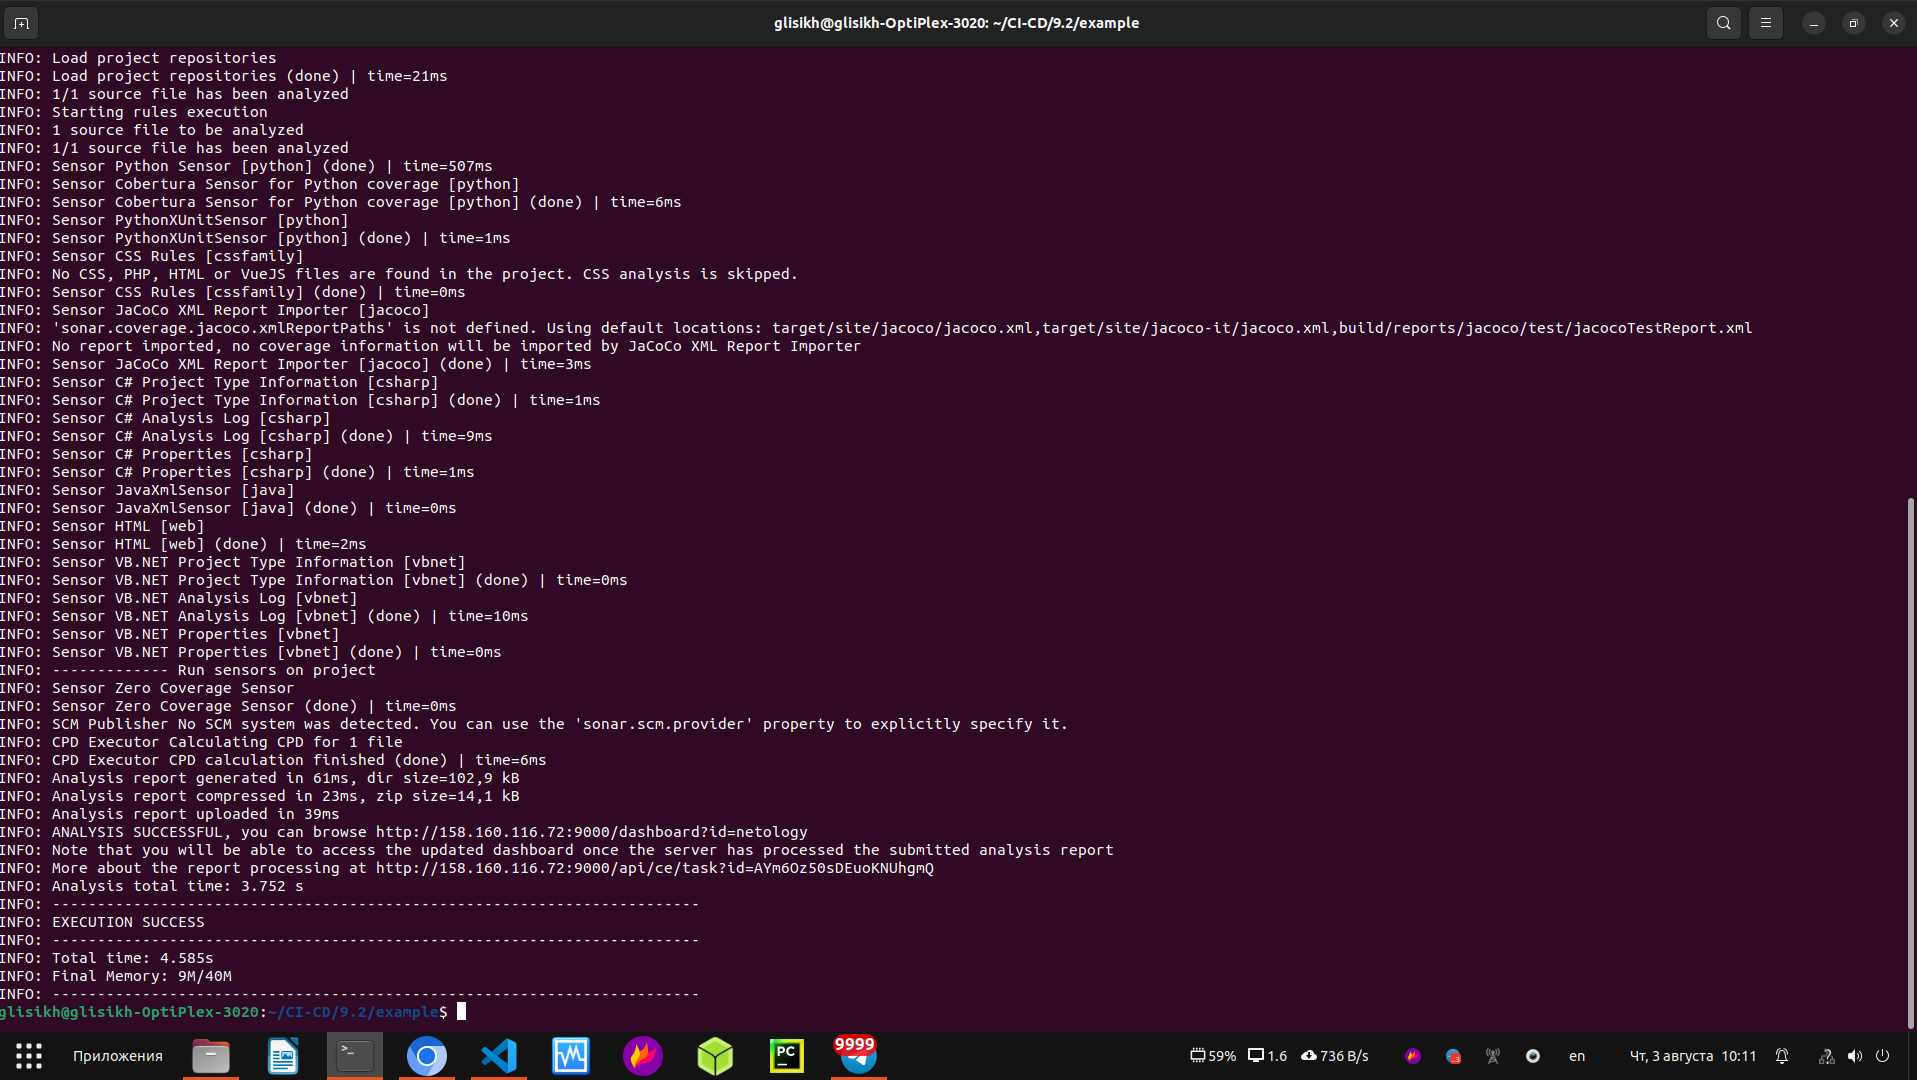 glisikh@glisikh-OptiPlex-3020: ~/CI-CD/9.2/example
INFO: Load project repositories
INFO: Load project repositories (done) | time=21ms
INFO: 1/1 source file has been analyzed
INFO: Starting rules execution
INFO: 1 source file to be analyzed
INFO: 1/1 source file has been analyzed
INFO: Sensor Python Sensor [python] (done) | time=507ms
INFO: Sensor Cobertura Sensor for Python coverage [python]
INFO: Sensor Cobertura Sensor for Python coverage [python] (done) | time=6ms
INFO: Sensor PythonXUnitSensor [python]
INFO: Sensor PythonXUnitSensor [python] (done) | time=1ms
INFO: Sensor CSS Rules [cssfamily]
INFO: No CSS, PHP, HTML or VueJS files are found in the project. CSS analysis is skipped.
INFO: Sensor CSS Rules [cssfamily] (done) | time=0ms
INFO: Sensor JaCoCo XML Report Importer [jacoco]
INFO: 'sonar.coverage.jacoco.xmlReportPaths' is not defined. Using default locations: target/site/jacoco/jacoco.xml,target/site/jacoco-it/jacoco.xml,build/reports/jacoco/test/jacocoTestReport.xml
INFO: No report imported, no coverage information will be imported by JaCoCo XML Report Importer
INFO: Sensor JaCoCo XML Report Importer [jacoco] (done) | time=3ms
INFO: Sensor C# Project Type Information [csharp]
INFO: Sensor C# Project Type Information [csharp] (done) | time=1ms
INFO: Sensor C# Analysis Log [csharp]
INFO: Sensor C# Analysis Log [csharp] (done) | time=9ms
INFO: Sensor C# Properties [csharp]
INFO: Sensor C# Properties [csharp] (done) | time=1ms
INFO: Sensor JavaXmlSensor [java]
INFO: Sensor JavaXmlSensor [java] (done) | time=0ms
INFO: Sensor HTML [web]
INFO: Sensor HTML [web] (done) | time=2ms
INFO: Sensor VB.NET Project Type Information [vbnet]
INFO: Sensor VB.NET Project Type Information [vbnet] (done) | time=0ms
INFO: Sensor VB.NET Analysis Log [vbnet]
INFO: Sensor VB.NET Analysis Log [vbnet] (done) | time=10ms
INFO: Sensor VB.NET Properties [vbnet]
INFO: Sensor VB.NET Properties [vbnet] (done) | time=0ms
INFO: ------------- Run sensors on project
INFO: Sensor Zero Coverage Sensor
INFO: Sensor Zero Coverage Sensor (done) | time=0ms
INFO: SCM Publisher No SCM system was detected. You can use the 'sonar.scm.provider' property to explicitly specify it.
INFO: CPD Executor Calculating CPD for 1 file
INFO: CPD Executor CPD calculation finished (done) | time=6ms
INFO: Analysis report generated in 61ms, dir size=102,9 kB
INFO: Analysis report compressed in 23ms, zip size=14,1 kB
INFO: Analysis report uploaded in 39ms
INFO: ANALYSIS SUCCESSFUL, you can browse http://158.160.116.72:9000/dashboard?id=netology
INFO: Note that you will be able to access the updated dashboard once the server has processed the submitted analysis report
INFO: More about the report processing at http://158.160.116.72:9000/api/ce/task?id=AYm6Oz50sDEuoKNUhgmQ
INFO: Analysis total time: 3.752 s
INFO: ------------------------------------------------------------------------
INFO: EXECUTION SUCCESS
INFO: ------------------------------------------------------------------------
INFO: Total time: 4.585s
INFO: Final Memory: 9M/40M
INFO: ------------------------------------------------------------------------
glisikh@glisikh-OptiPlex-3020:~/CI-CD/9.2/example$
Приложения PC 9999 59% 1.6 736 B/s 3 en Чт, 3 августа 10:11